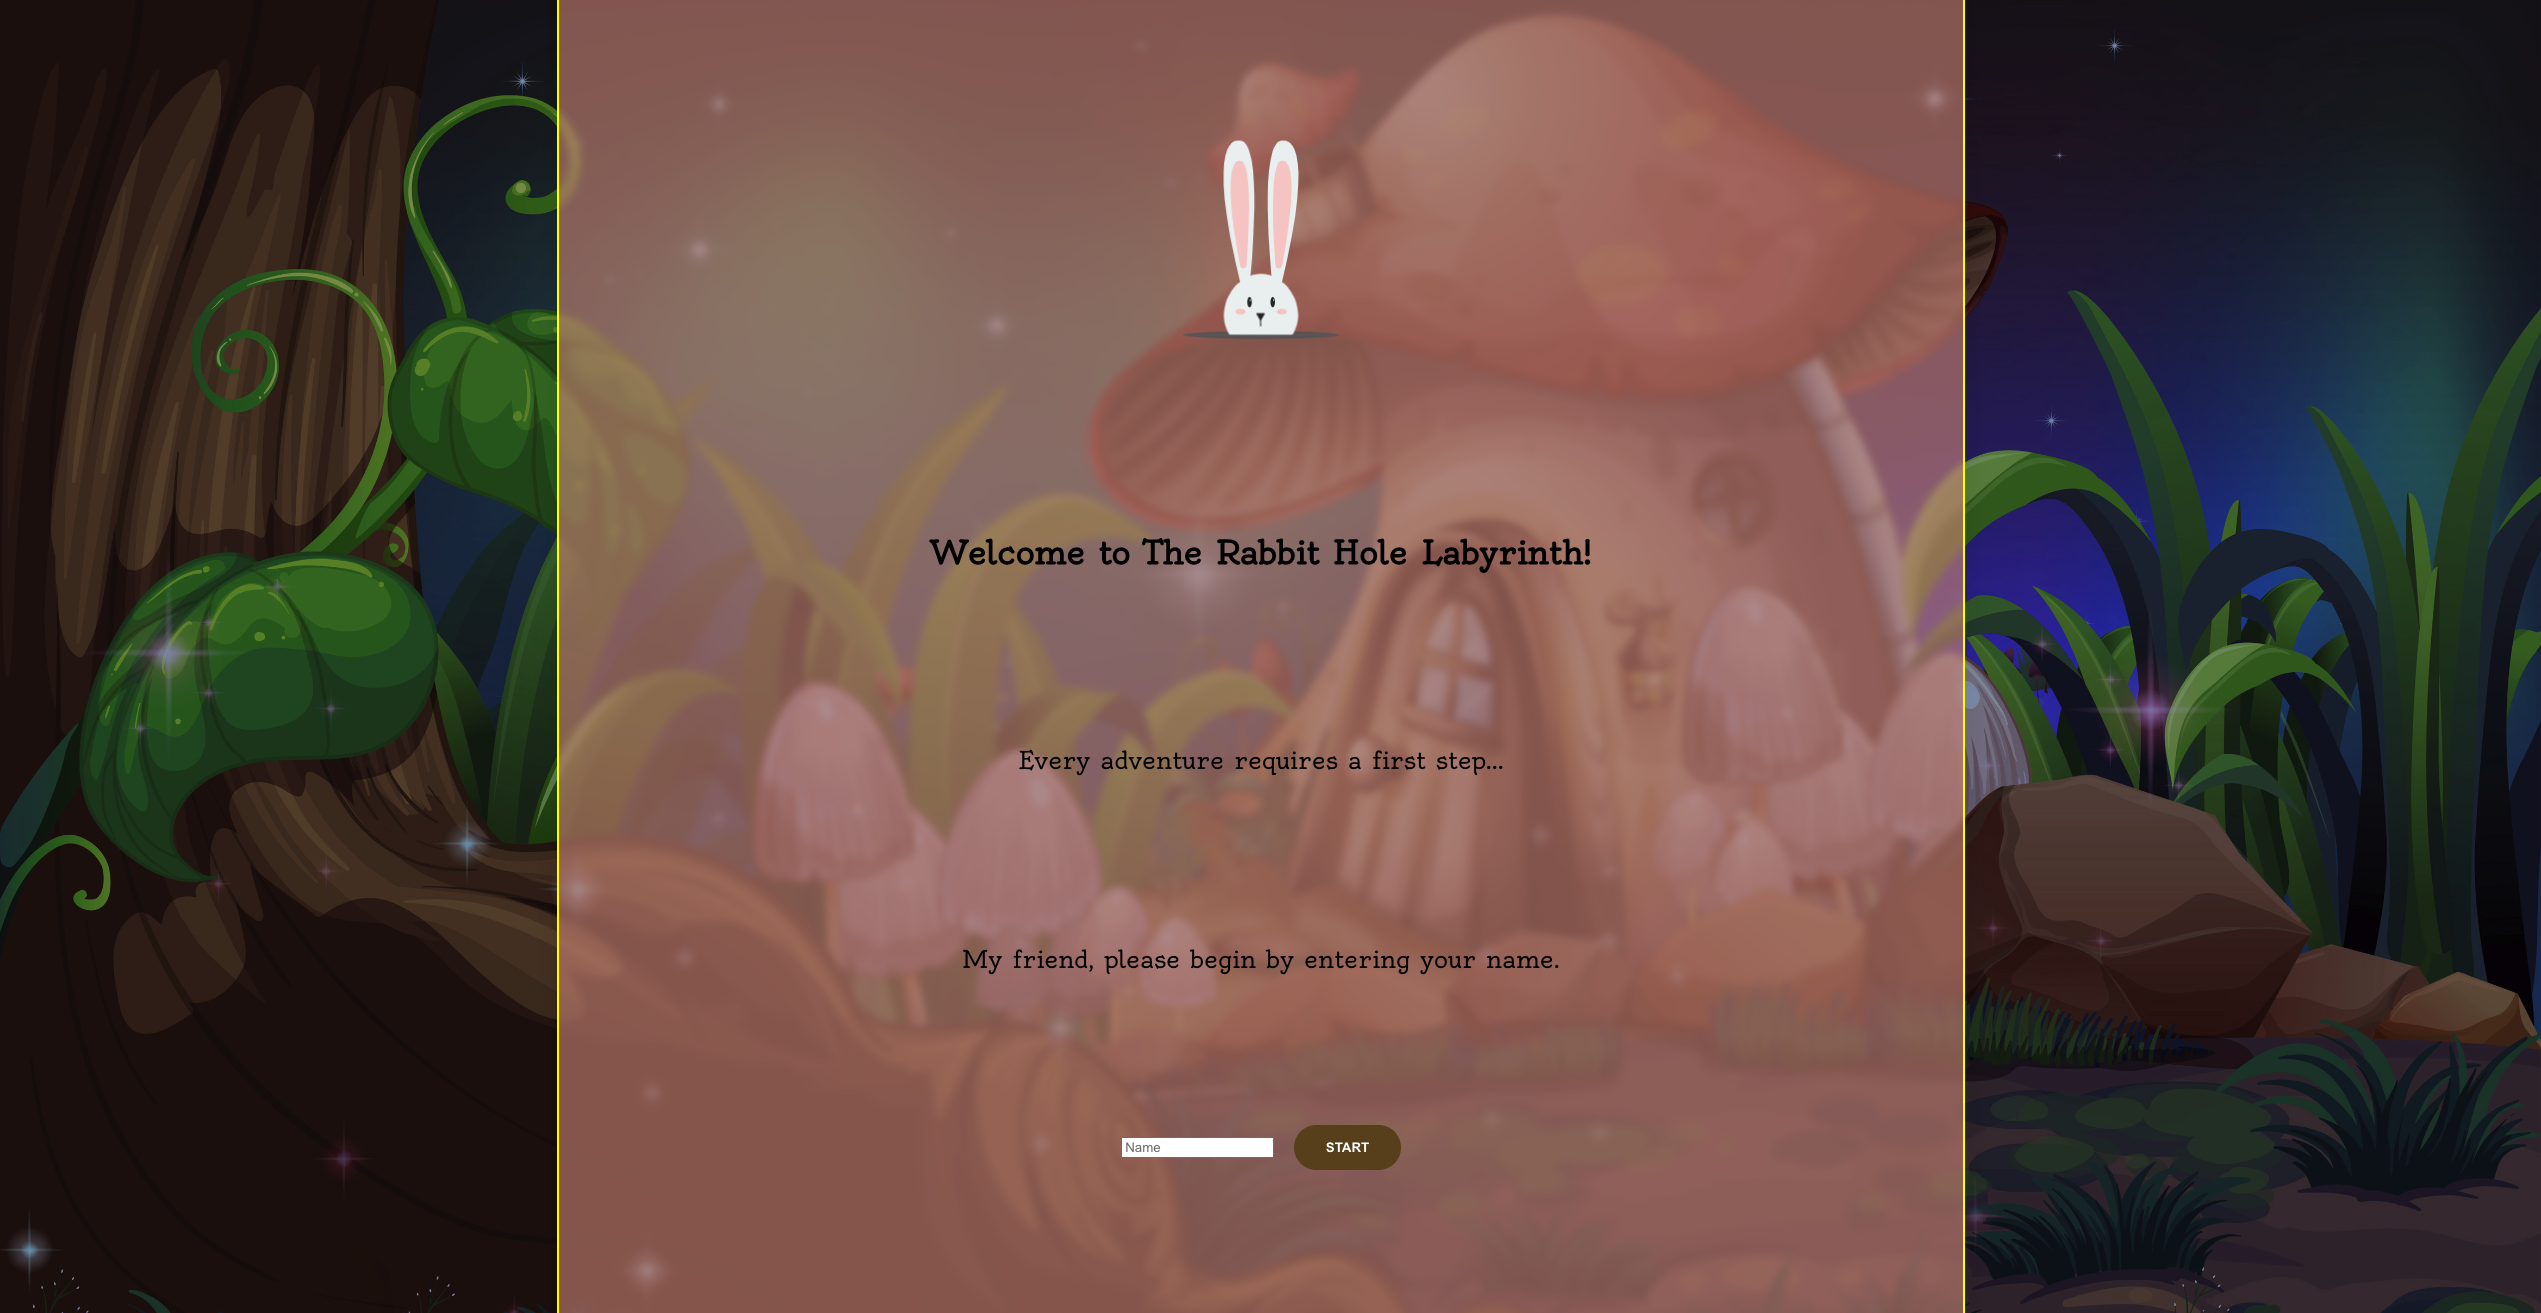 Welcome to The Rabbit Hole Labyrinth!
Every adventure requires a first step...
My friend, please begin by entering your name.
Name
START